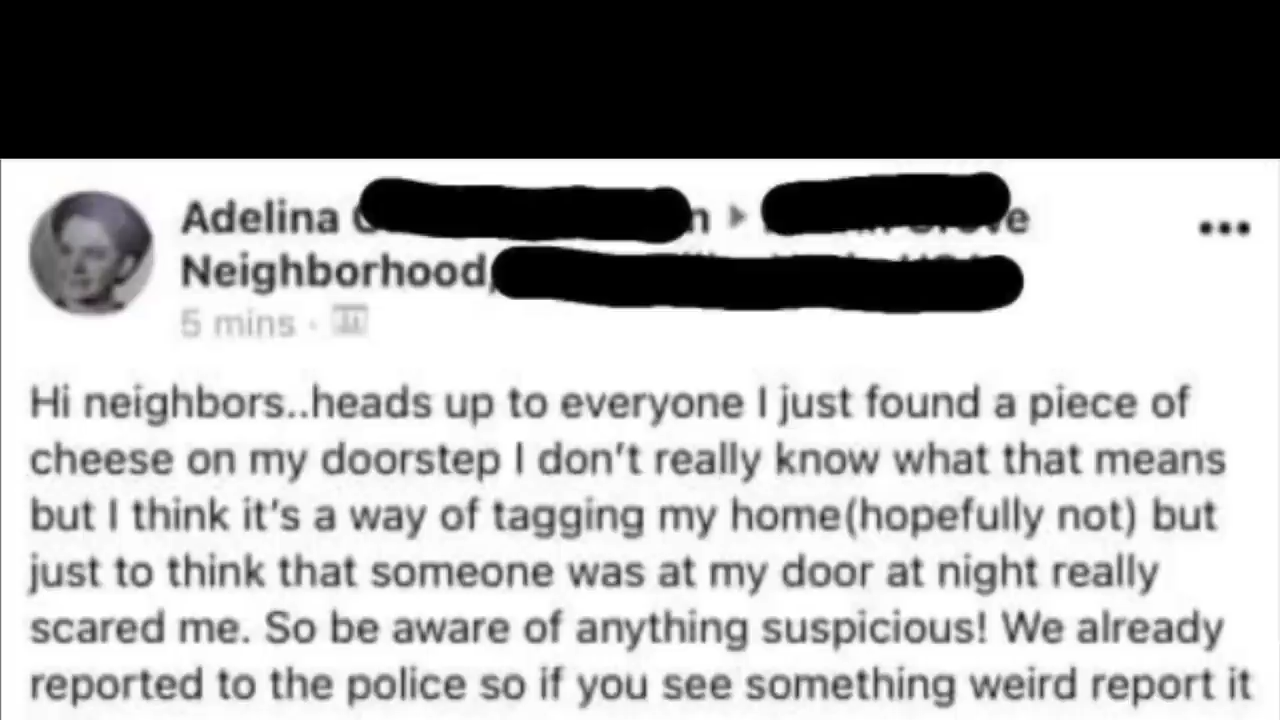 Adelina
Neighborhood,
5 mins ·
Hi neighbors..heads up to everyone I just found a piece of
cheese on my doorstep I don't really know what that means
but I think it's a way of tagging my home(hopefully not) but
just to think that someone was at my door at night really
scared me. So be aware of anything suspicious! We already
reported to the police so if you see something weird report it